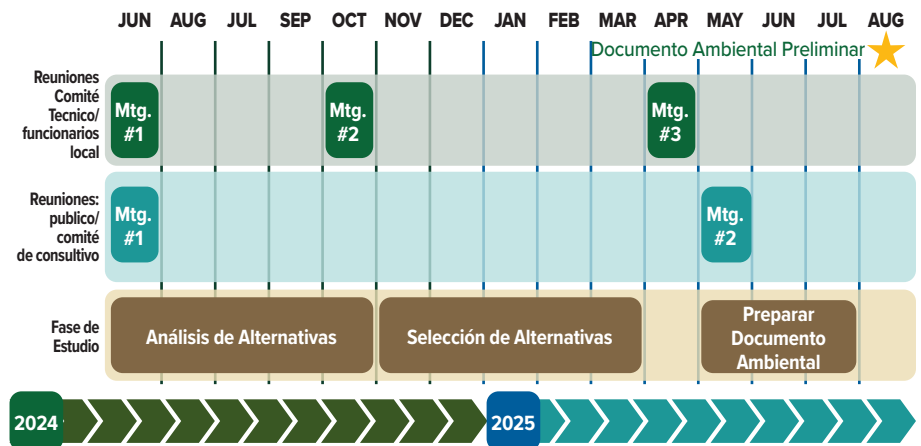 JUN AUG JUL SEP OCT NOV DEC JAN FEB MAR APR MAY JUN JUL AUG
Documento Ambiental Preliminar
Reuniones
Comité
Tecnico/
funcionarios
local
Mtg.
#1
Mtg.
#2
Mtg.
#3
Reuniones:
publico/
comité
de consultivo
Mtg.
#1
Mtg.
#2
Fase de
Estudio
Análisis de Alternativas
Selección de Alternativas
Preparar
Documento
Ambiental
2024
2025